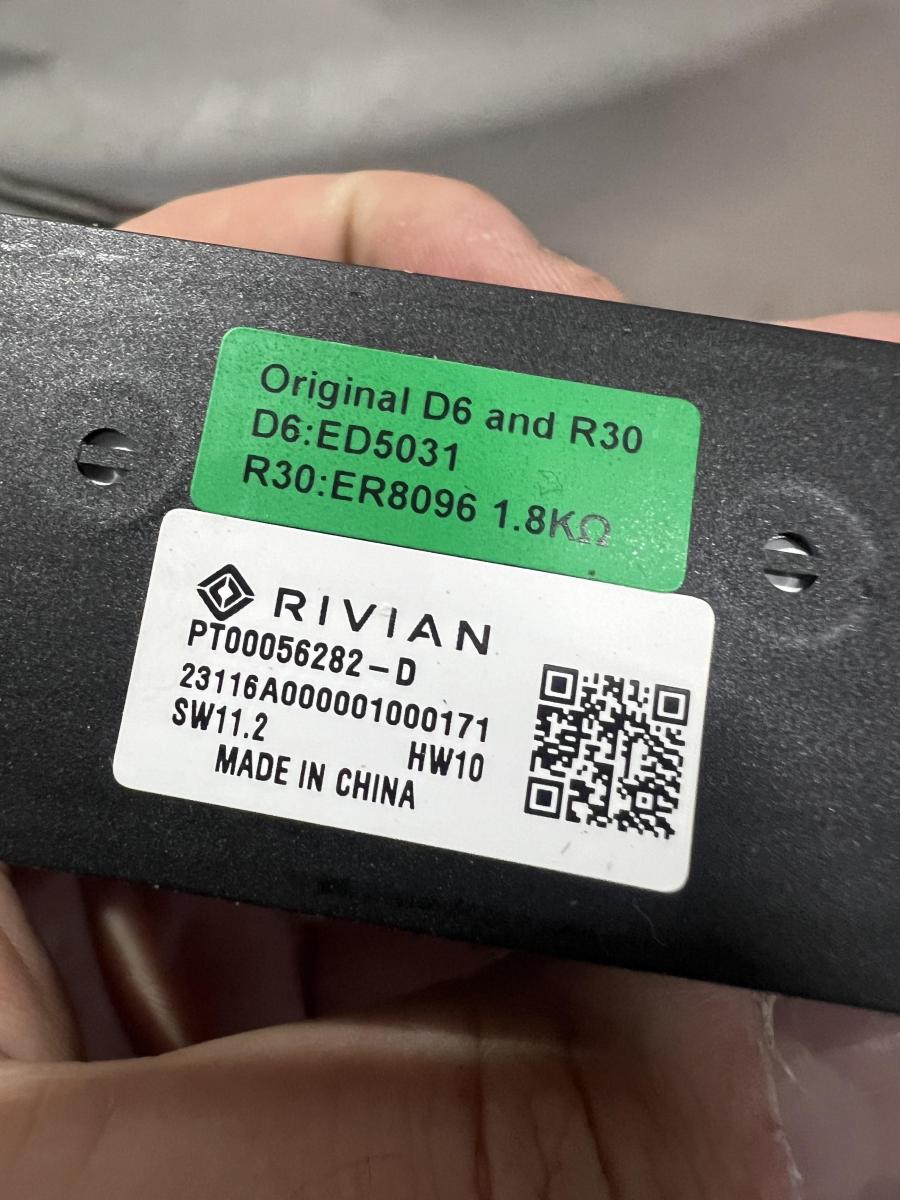 Original D6 and R30
D6:ED5031
R30:ER8096 1.8KΩ
RIVIAN
PT00056282-D
23116A000001000171
SW11.2 HW10
MADE IN CHINA